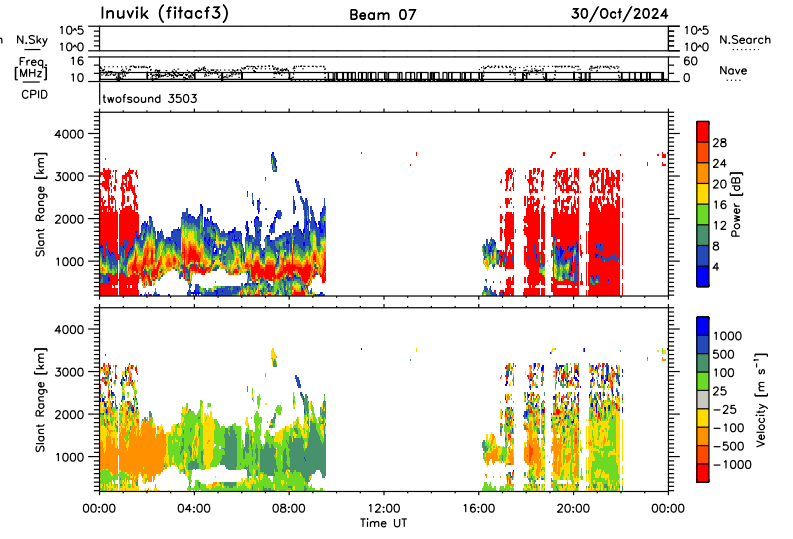 Inuvik (fitacf3) Beam 07 30/Oct/2024
N.Sky 10^5 10^0 10^5 10^0 N.Search
Freq. [MHz] 16 10 60 0 Nave
CPID twofsound 3503
Slant Range [km] 4000 3000 2000 1000
28 24 20 16 12 8 4 Power [dB]
Slant Range [km] 4000 3000 2000 1000
1000 500 100 25 -25 -100 -500 -1000 Velocity [m s⁻¹]
00:00 04:00 08:00 12:00 16:00 20:00 00:00
Time UT